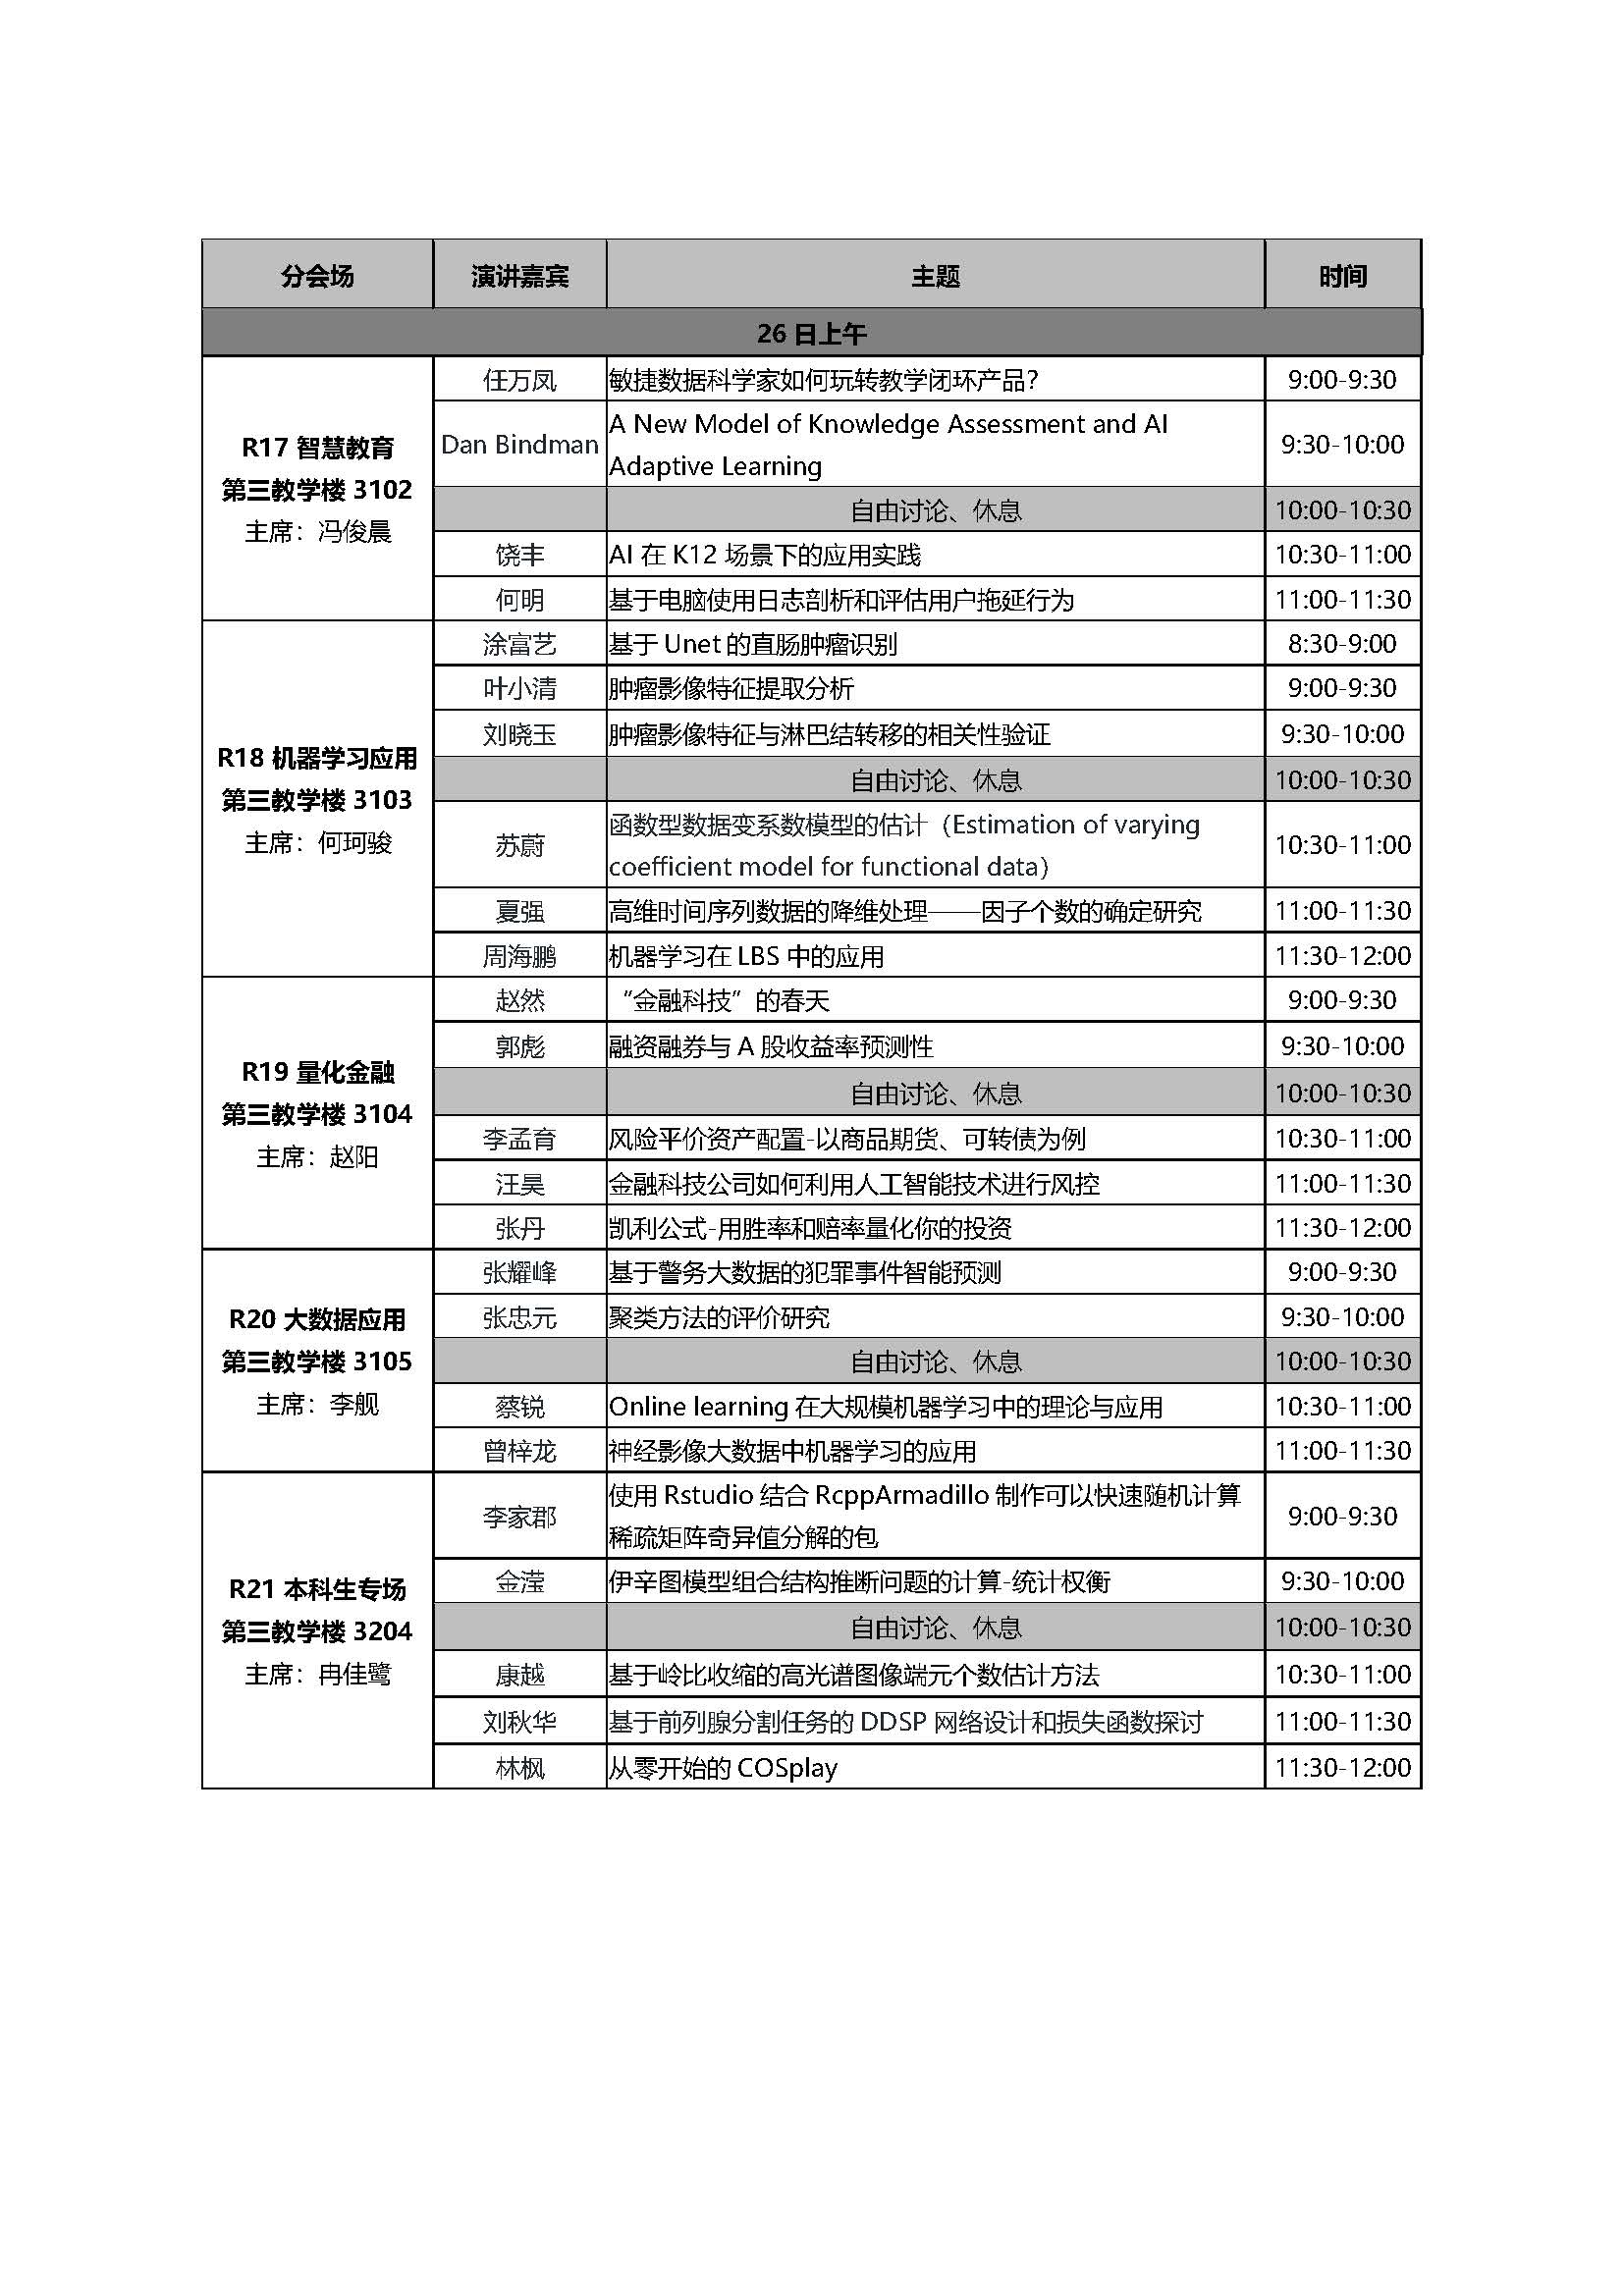 分会场 演讲嘉宾 主题 时间
26 日上午
R17 智慧教育
第三教学楼 3102
主席：冯俊晨
任万凤 敏捷数据科学家如何玩转教学闭环产品？ 9:00-9:30
Dan Bindman A New Model of Knowledge Assessment and AI
Adaptive Learning 9:30-10:00
自由讨论、休息 10:00-10:30
饶丰 AI 在 K12 场景下的应用实践 10:30-11:00
何明 基于电脑使用日志剖析和评估用户拖延行为 11:00-11:30
R18 机器学习应用
第三教学楼 3103
主席：何珂骏
涂富艺 基于 Unet 的直肠肿瘤识别 8:30-9:00
叶小清 肿瘤影像特征提取分析 9:00-9:30
刘晓玉 肿瘤影像特征与淋巴结转移的相关性验证 9:30-10:00
自由讨论、休息 10:00-10:30
苏蔚 函数型数据变系数模型的估计（Estimation of varying
coefficient model for functional data） 10:30-11:00
夏强 高维时间序列数据的降维处理——因子个数的确定研究 11:00-11:30
周海鹏 机器学习在 LBS 中的应用 11:30-12:00
R19 量化金融
第三教学楼 3104
主席：赵阳
赵然 “金融科技”的春天 9:00-9:30
郭彪 融资融券与 A 股收益率预测性 9:30-10:00
自由讨论、休息 10:00-10:30
李孟育 风险平价资产配置-以商品期货、可转债为例 10:30-11:00
汪昊 金融科技公司如何利用人工智能技术进行风控 11:00-11:30
张丹 凯利公式-用胜率和赔率量化你的投资 11:30-12:00
R20 大数据应用
第三教学楼 3105
主席：李舰
张耀峰 基于警务大数据的犯罪事件智能预测 9:00-9:30
张忠元 聚类方法的评价研究 9:30-10:00
自由讨论、休息 10:00-10:30
蔡锐 Online learning 在大规模机器学习中的理论与应用 10:30-11:00
曾梓龙 神经影像大数据中机器学习的应用 11:00-11:30
R21 本科生专场
第三教学楼 3204
主席：冉佳鹭
李家郡 使用 Rstudio 结合 RcppArmadillo 制作可以快速随机计算
稀疏矩阵奇异值分解的包 9:00-9:30
金滢 伊辛图模型组合结构推断问题的计算-统计权衡 9:30-10:00
自由讨论、休息 10:00-10:30
康越 基于岭比收缩的高光谱图像端元个数估计方法 10:30-11:00
刘秋华 基于前列腺分割任务的 DDSP 网络设计和损失函数探讨 11:00-11:30
林枫 从零开始的 COSplay 11:30-12:00